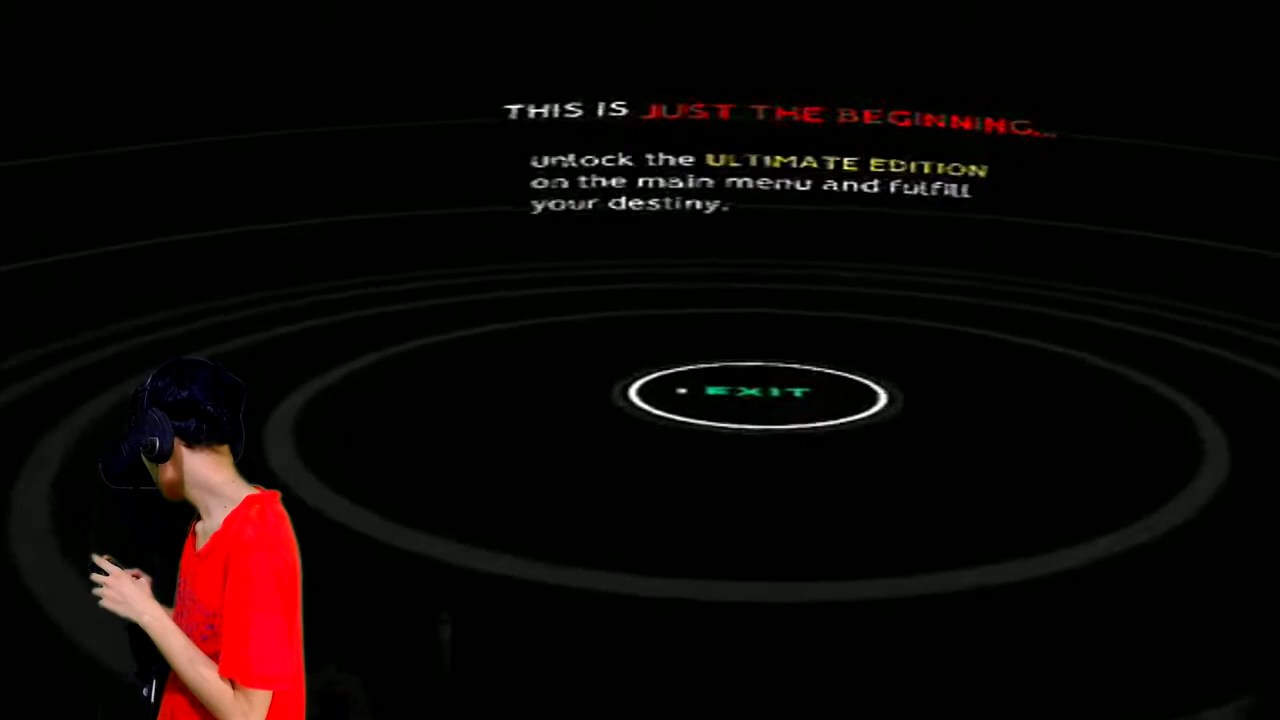 THIS IS JUST THE BEGINNING...
unlock the ULTIMATE EDITION
on the main menu and fulfill
your destiny.
EXIT